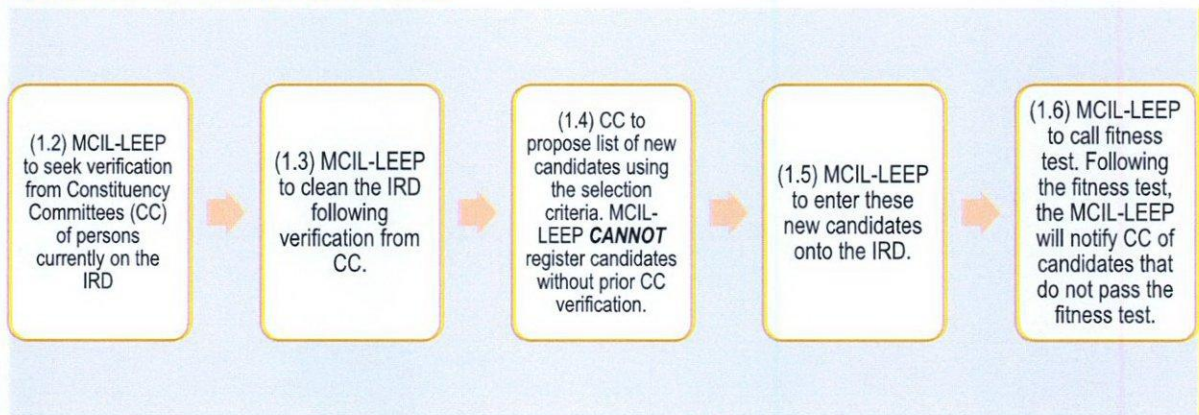 (1.2) MCIL-LEEP
to seek verification
from Constituency
Committees (CC)
of persons
currently on the
IRD
(1.3) MCIL-LEEP
to clean the IRD
following
verification from
CC.
(1.4) CC to
propose list of new
candidates using
the selection
criteria. MCIL-
LEEP CANNOT
register candidates
without prior CC
verification.
(1.5) MCIL-LEEP
to enter these
new candidates
onto the IRD.
(1.6) MCIL-LEEP
to call fitness
test. Following
the fitness test,
the MCIL-LEEP
will notify CC of
candidates that
do not pass the
fitness test.